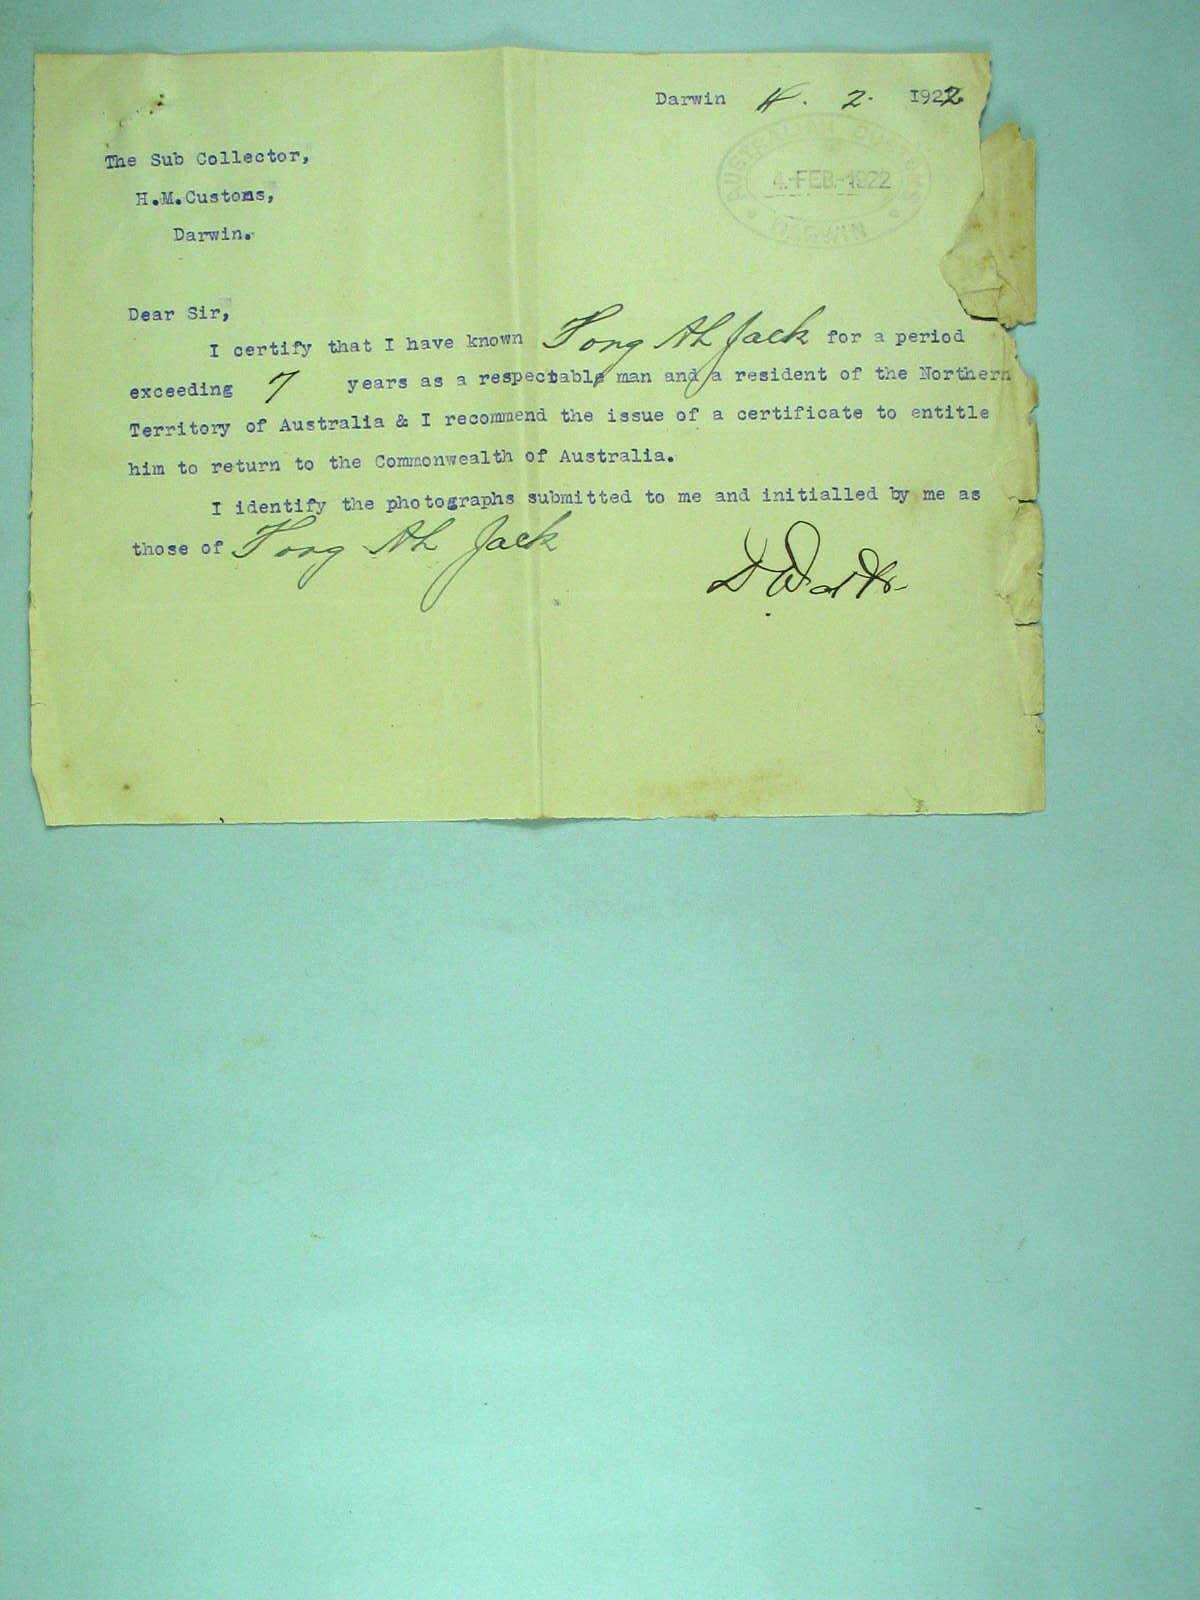 Darwin 4. 2. 1922
AUSTRALIAN CUSTOMS
4-FEB-1922
DARWIN
The Sub Collector,
H.M.Customs,
Darwin.
Dear Sir,
I certify that I have known Fong Ah Jack for a period
exceeding 7 years as a respectable man and a resident of the Northern
Territory of Australia & I recommend the issue of a certificate to entitle
him to return to the Commonwealth of Australia.
I identify the photographs submitted to me and initialled by me as
those of Fong Ah Jack